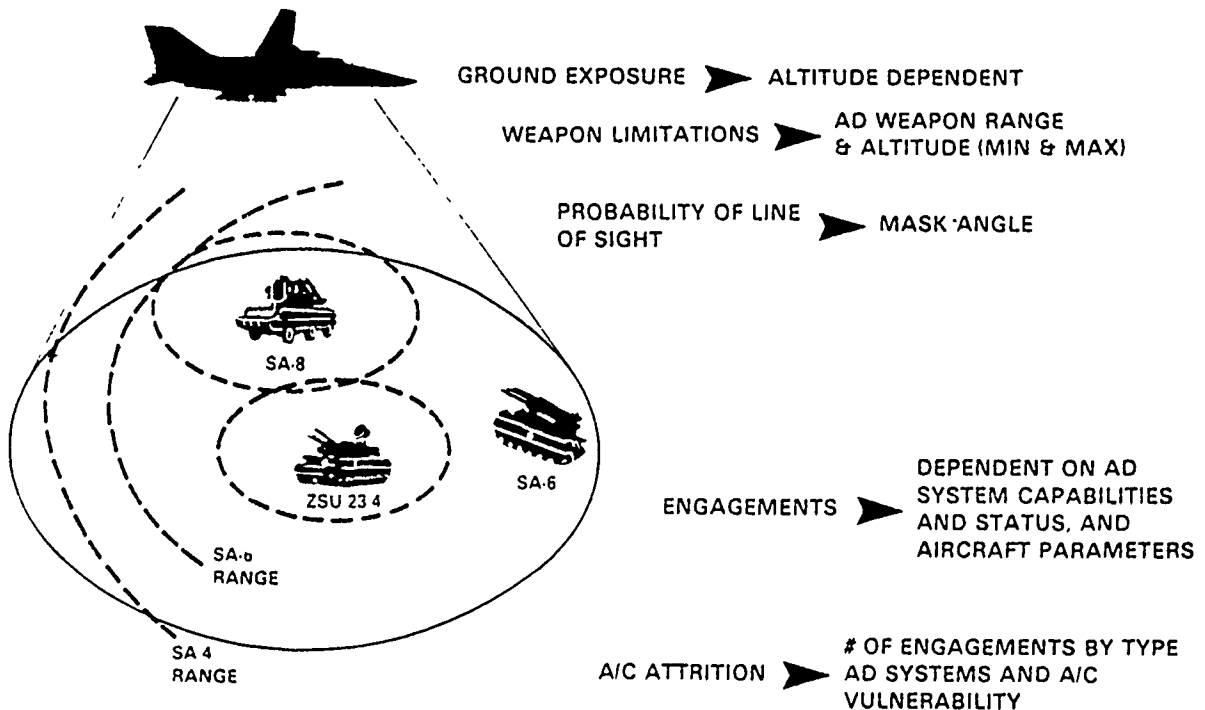 GROUND EXPOSURE
ALTITUDE DEPENDENT
WEAPON LIMITATIONS
AD WEAPON RANGE
& ALTITUDE (MIN & MAX)
PROBABILITY OF LINE
OF SIGHT
MASK ANGLE
SA-8
ZSU 23 4
SA-6
SA-6
RANGE
SA 4
RANGE
ENGAGEMENTS
DEPENDENT ON AD
SYSTEM CAPABILITIES
AND STATUS, AND
AIRCRAFT PARAMETERS
A/C ATTRITION
# OF ENGAGEMENTS BY TYPE
AD SYSTEMS AND A/C
VULNERABILITY